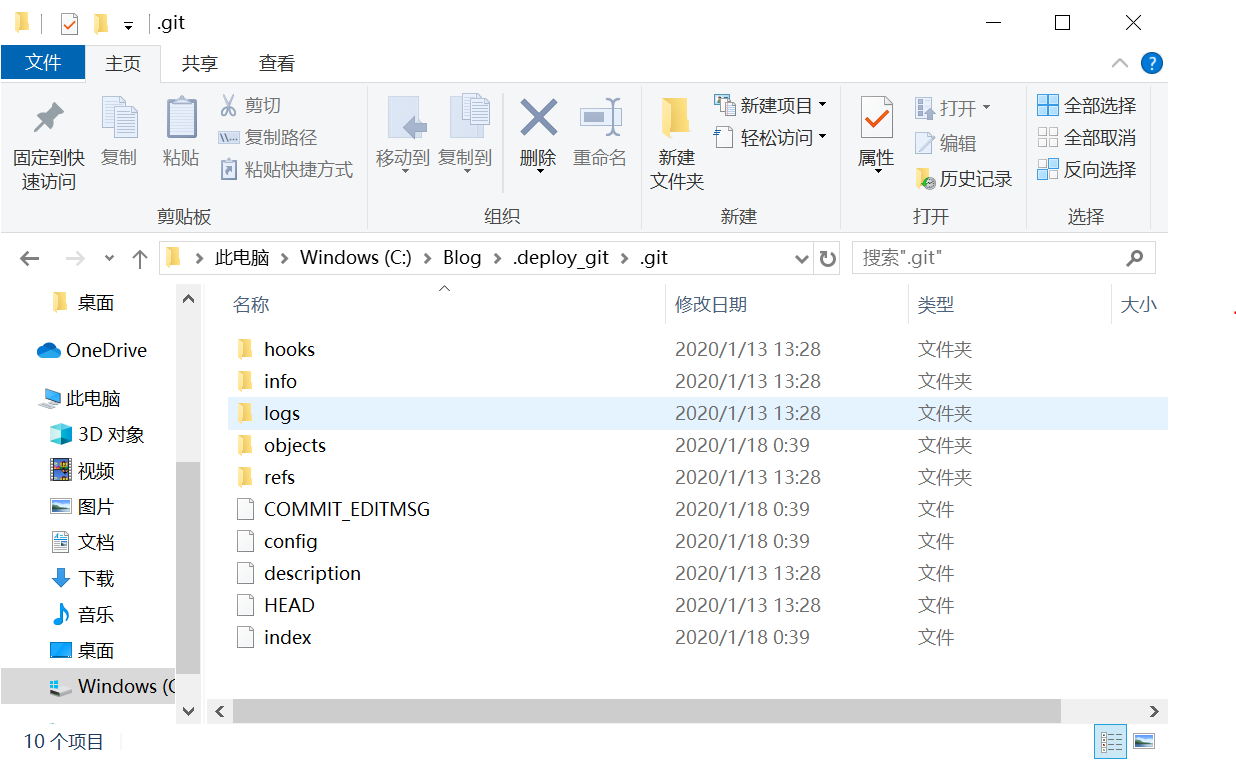 .git
文件 主页 共享 查看
固定到快速访问
复制
粘贴
剪切
复制路径
粘贴快捷方式
剪贴板
移动到
复制到
删除
重命名
组织
新建
文件夹
新建项目
轻松访问
新建
属性
打开
编辑
历史记录
打开
全部选择
全部取消
反向选择
选择
此电脑 Windows (C:) Blog .deploy_git .git
搜索".git"
桌面
OneDrive
此电脑
3D 对象
视频
图片
文档
下载
音乐
桌面
Windows (C
名称 修改日期 类型 大小
hooks 2020/1/13 13:28 文件夹
info 2020/1/13 13:28 文件夹
logs 2020/1/13 13:28 文件夹
objects 2020/1/18 0:39 文件夹
refs 2020/1/13 13:28 文件夹
COMMIT_EDITMSG 2020/1/18 0:39 文件
config 2020/1/18 0:39 文件
description 2020/1/13 13:28 文件
HEAD 2020/1/13 13:28 文件
index 2020/1/18 0:39 文件
10 个项目